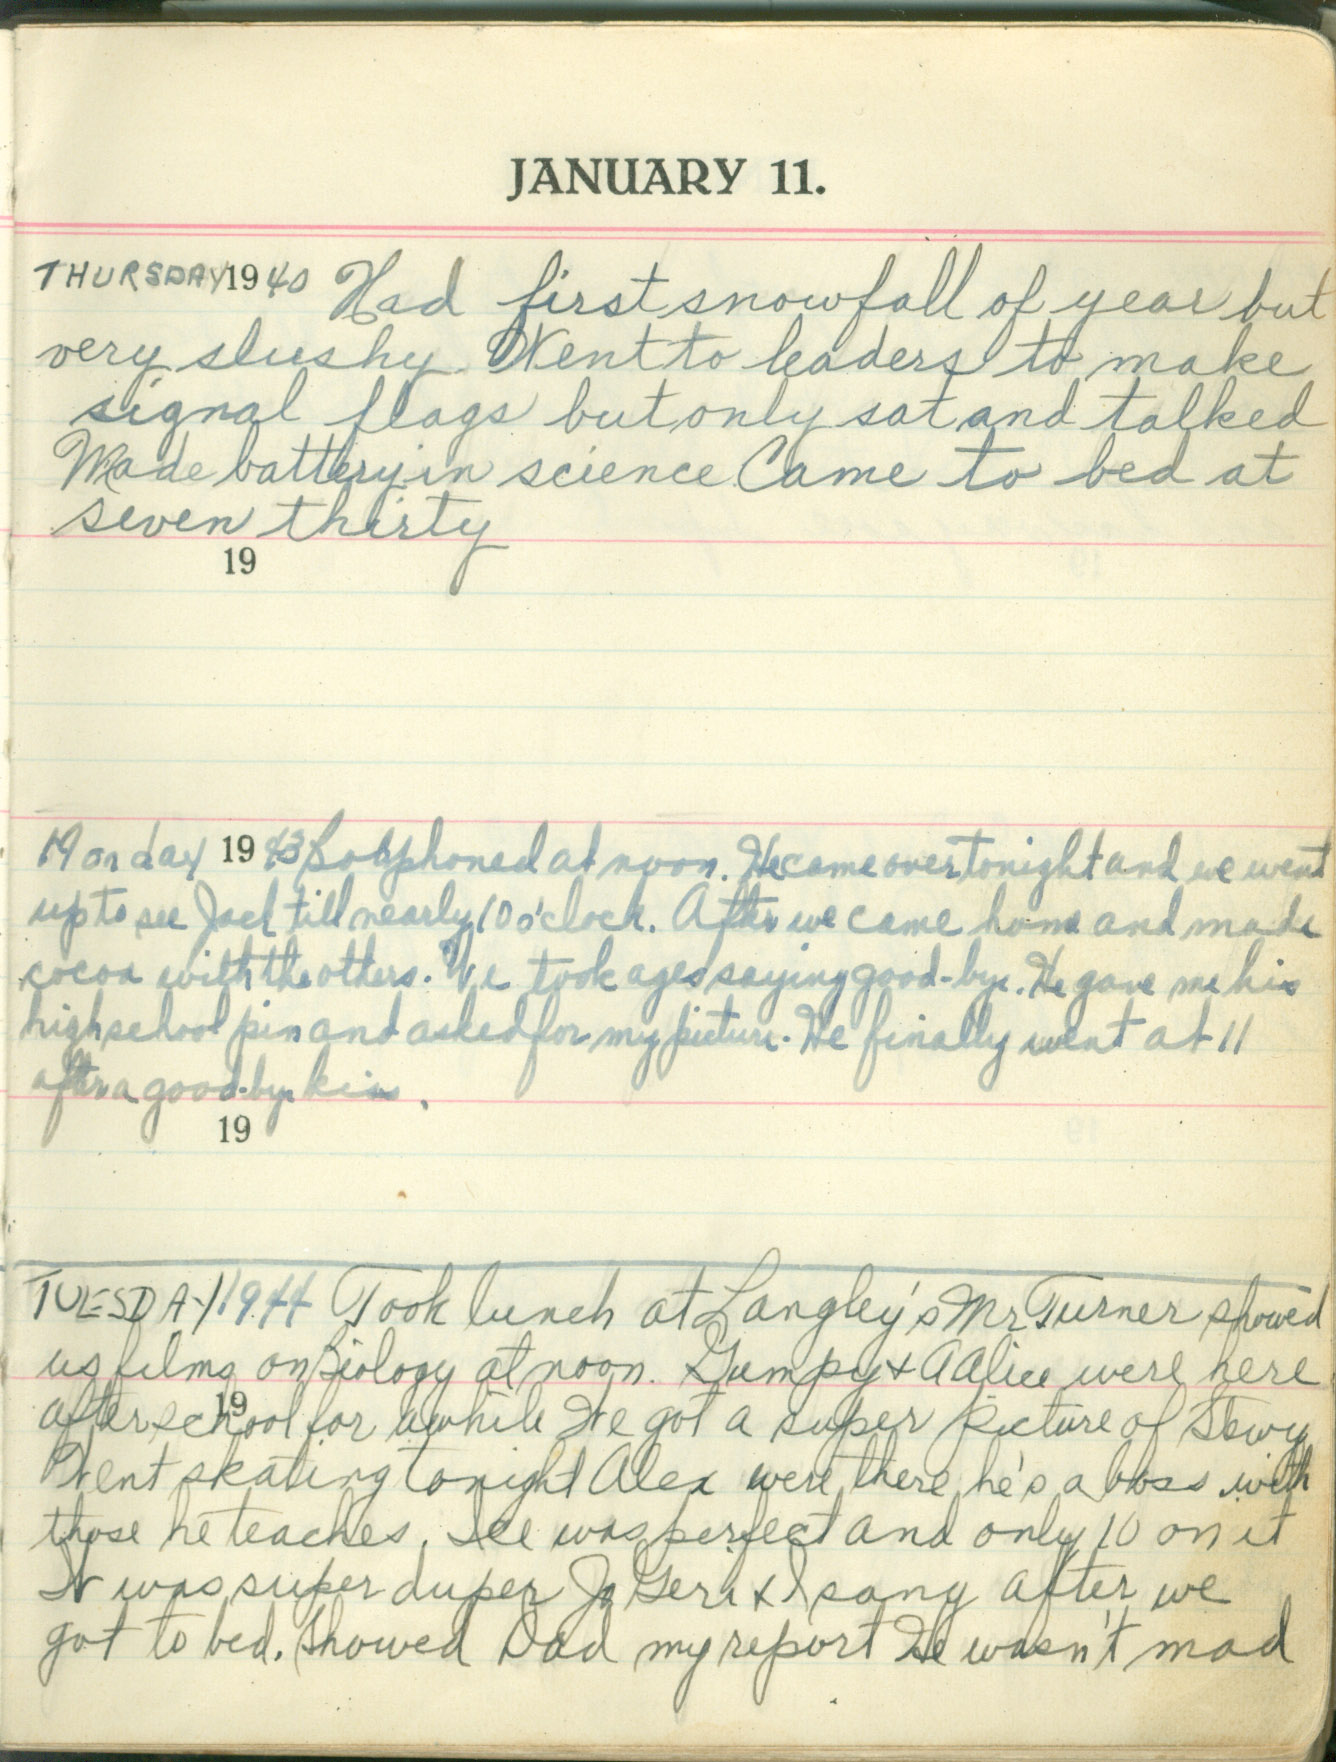 JANUARY 11.
THURSDAY 1940 Had first snowfall of year but
very slushy. Went to leaders to make
signal flags but only sat and talked
Made battery in science Came to bed at
seven thirty
19
Monday 1943 Bob phoned at noon. He came over tonight and we went
up to see Jack till nearly 10 o'clock. After we came home and made
cocoa with the others. We took ages saying good-bye. He gave me his
high school pin and asked for my picture. He finally went at 11
after a good-bye kiss.
19
TUESDAY 1944 Took lunch at Langley's Mr. Turner showed
us films on Biology at noon. Gumpy & Alice were here
19
after school for awhile We got a super picture of Stewy
Went skating tonight Alex were there he's a boss with
those he teaches. Ice was perfect and only 10 on it
It was super duper Jo Geri & I sang after we
got to bed. Showed Dad my report He wasn't mad